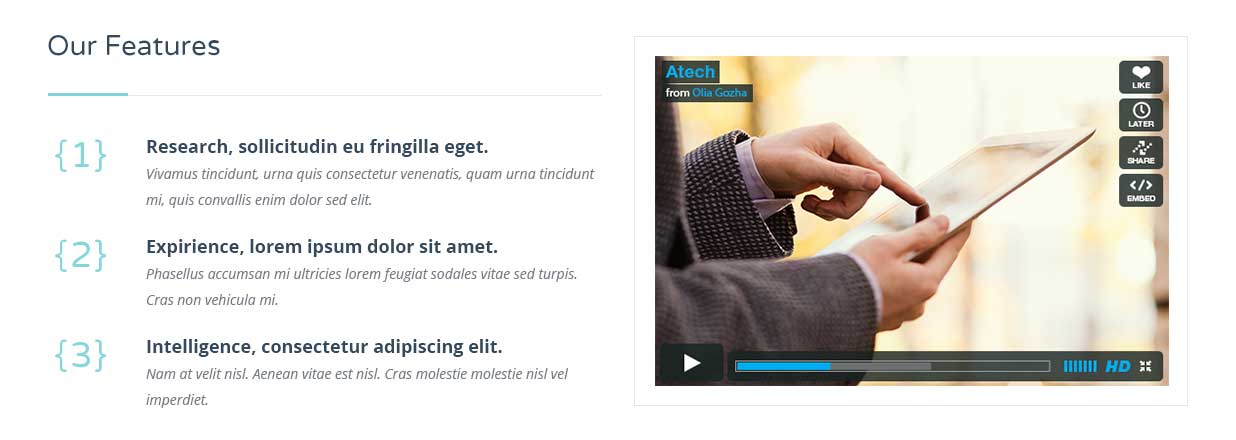 Our Features
{1}
Research, sollicitudin eu fringilla eget.
Vivamus tincidunt, urna quis consectetur venenatis, quam urna tincidunt
mi, quis convallis enim dolor sed elit.
{2}
Expirience, lorem ipsum dolor sit amet.
Phasellus accumsan mi ultricies lorem feugiat sodales vitae sed turpis.
Cras non vehicula mi.
{3}
Intelligence, consectetur adipiscing elit.
Nam at velit nisl. Aenean vitae est nisl. Cras molestie molestie nisl vel
imperdiet.
Atech
from Olia Gozha
LIKE
LATER
SHARE
EMBED
HD